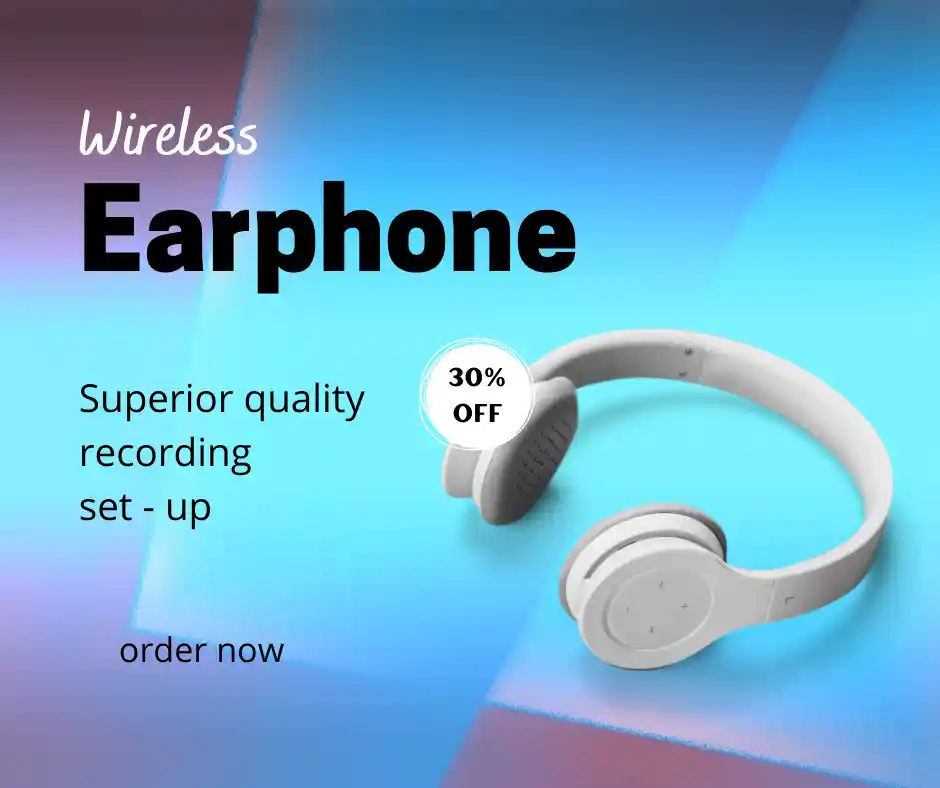 Wireless
Earphone
30%
OFF
Superior quality
recording
set - up
order now